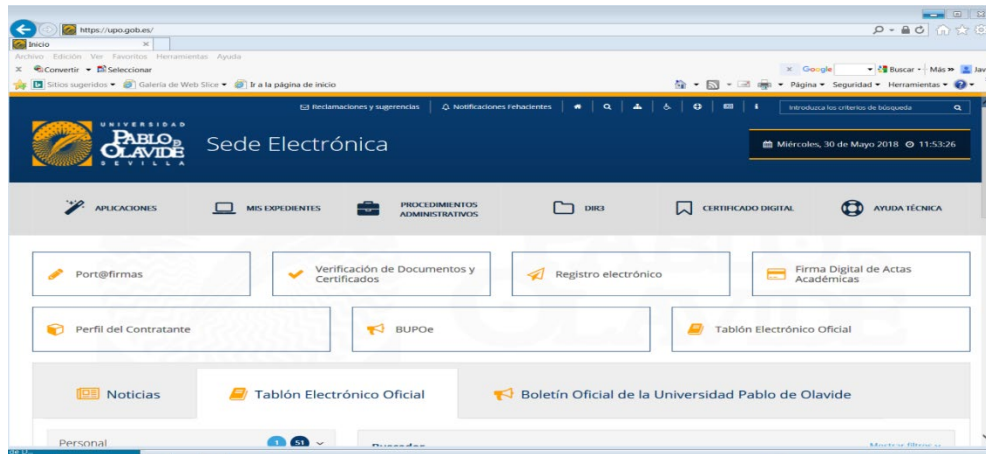 https://upo.gob.es/
Inicio
Archivo Edición Ver Favoritos Herramientas Ayuda
Convertir Seleccionar
Google Buscar Más »
Sitios sugeridos Galería de Web Slice Ir a la página de inicio
Página Seguridad Herramientas
Reclamaciones y sugerencias Notificaciones Fehacientes Introduzca los criterios de búsqueda
UNIVERSIDAD
PABLO DE
OLAVIDE
SEVILLA
Sede Electrónica
Miércoles, 30 de Mayo 2018 11:53:26
APLICACIONES
MIS EXPEDIENTES
PROCEDIMIENTOS
ADMINISTRATIVOS
DIR3
CERTIFICADO DIGITAL
AYUDA TÉCNICA
Port@firmas
Verificación de Documentos y
Certificados
Registro electrónico
Firma Digital de Actas
Académicas
Perfil del Contratante
BUPOe
Tablón Electrónico Oficial
Noticias
Tablón Electrónico Oficial
Boletín Oficial de la Universidad Pablo de Olavide
Personal 1 51
Buscador
Mostrar filtros